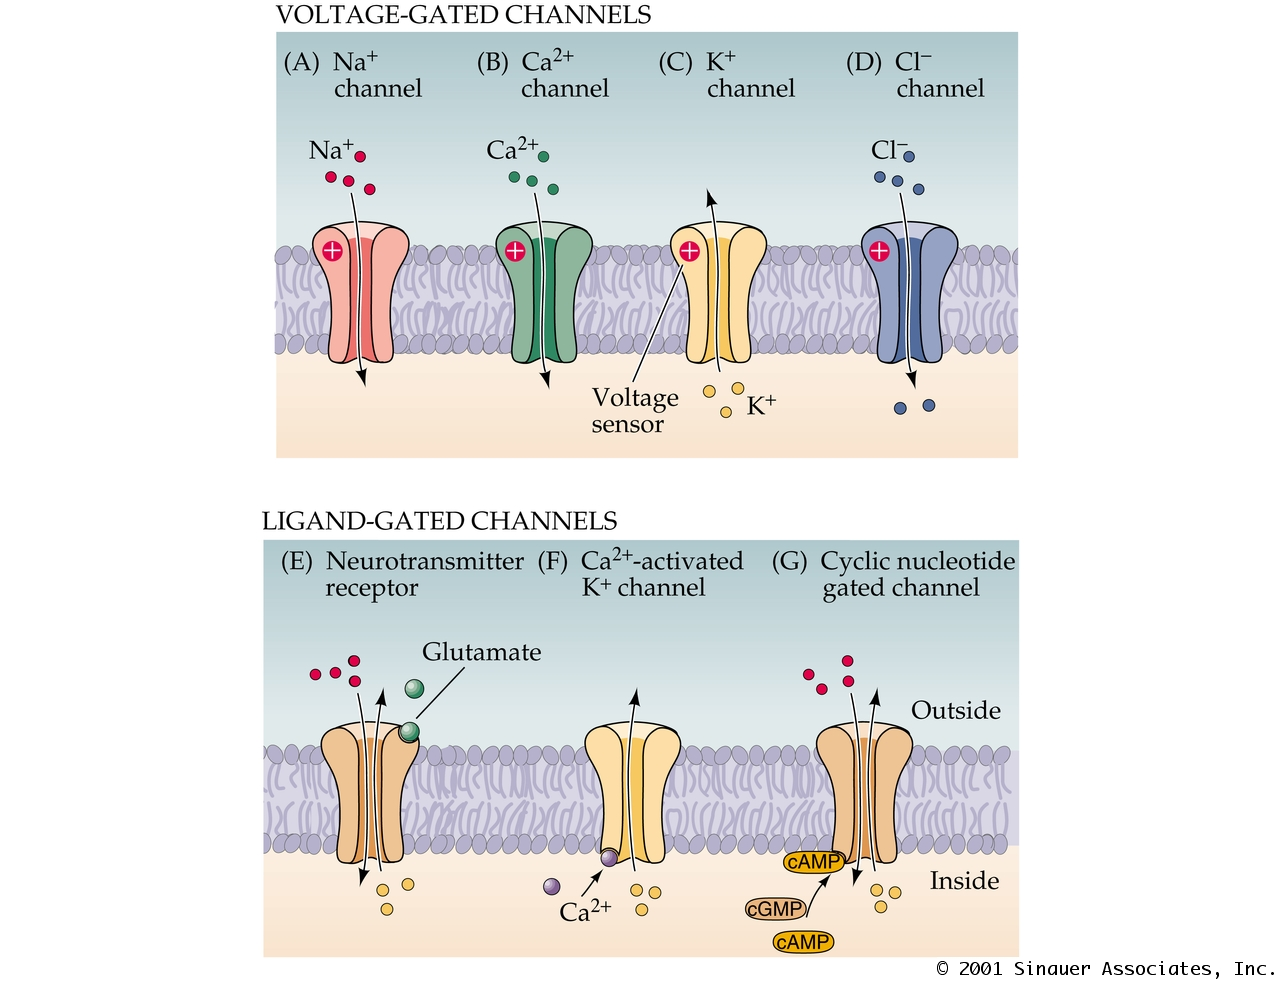 VOLTAGE-GATED CHANNELS
(A) Na⁺ channel
(B) Ca²⁺ channel
(C) K⁺ channel
(D) Cl⁻ channel
Na⁺
Ca²⁺
Cl⁻
+
+
+
+
Voltage
sensor
K⁺
LIGAND-GATED CHANNELS
(E) Neurotransmitter
receptor
(F) Ca²⁺-activated
K⁺ channel
(G) Cyclic nucleotide
gated channel
Glutamate
Outside
cAMP
Inside
Ca²⁺
cGMP
cAMP
© 2001 Sinauer Associates, Inc.